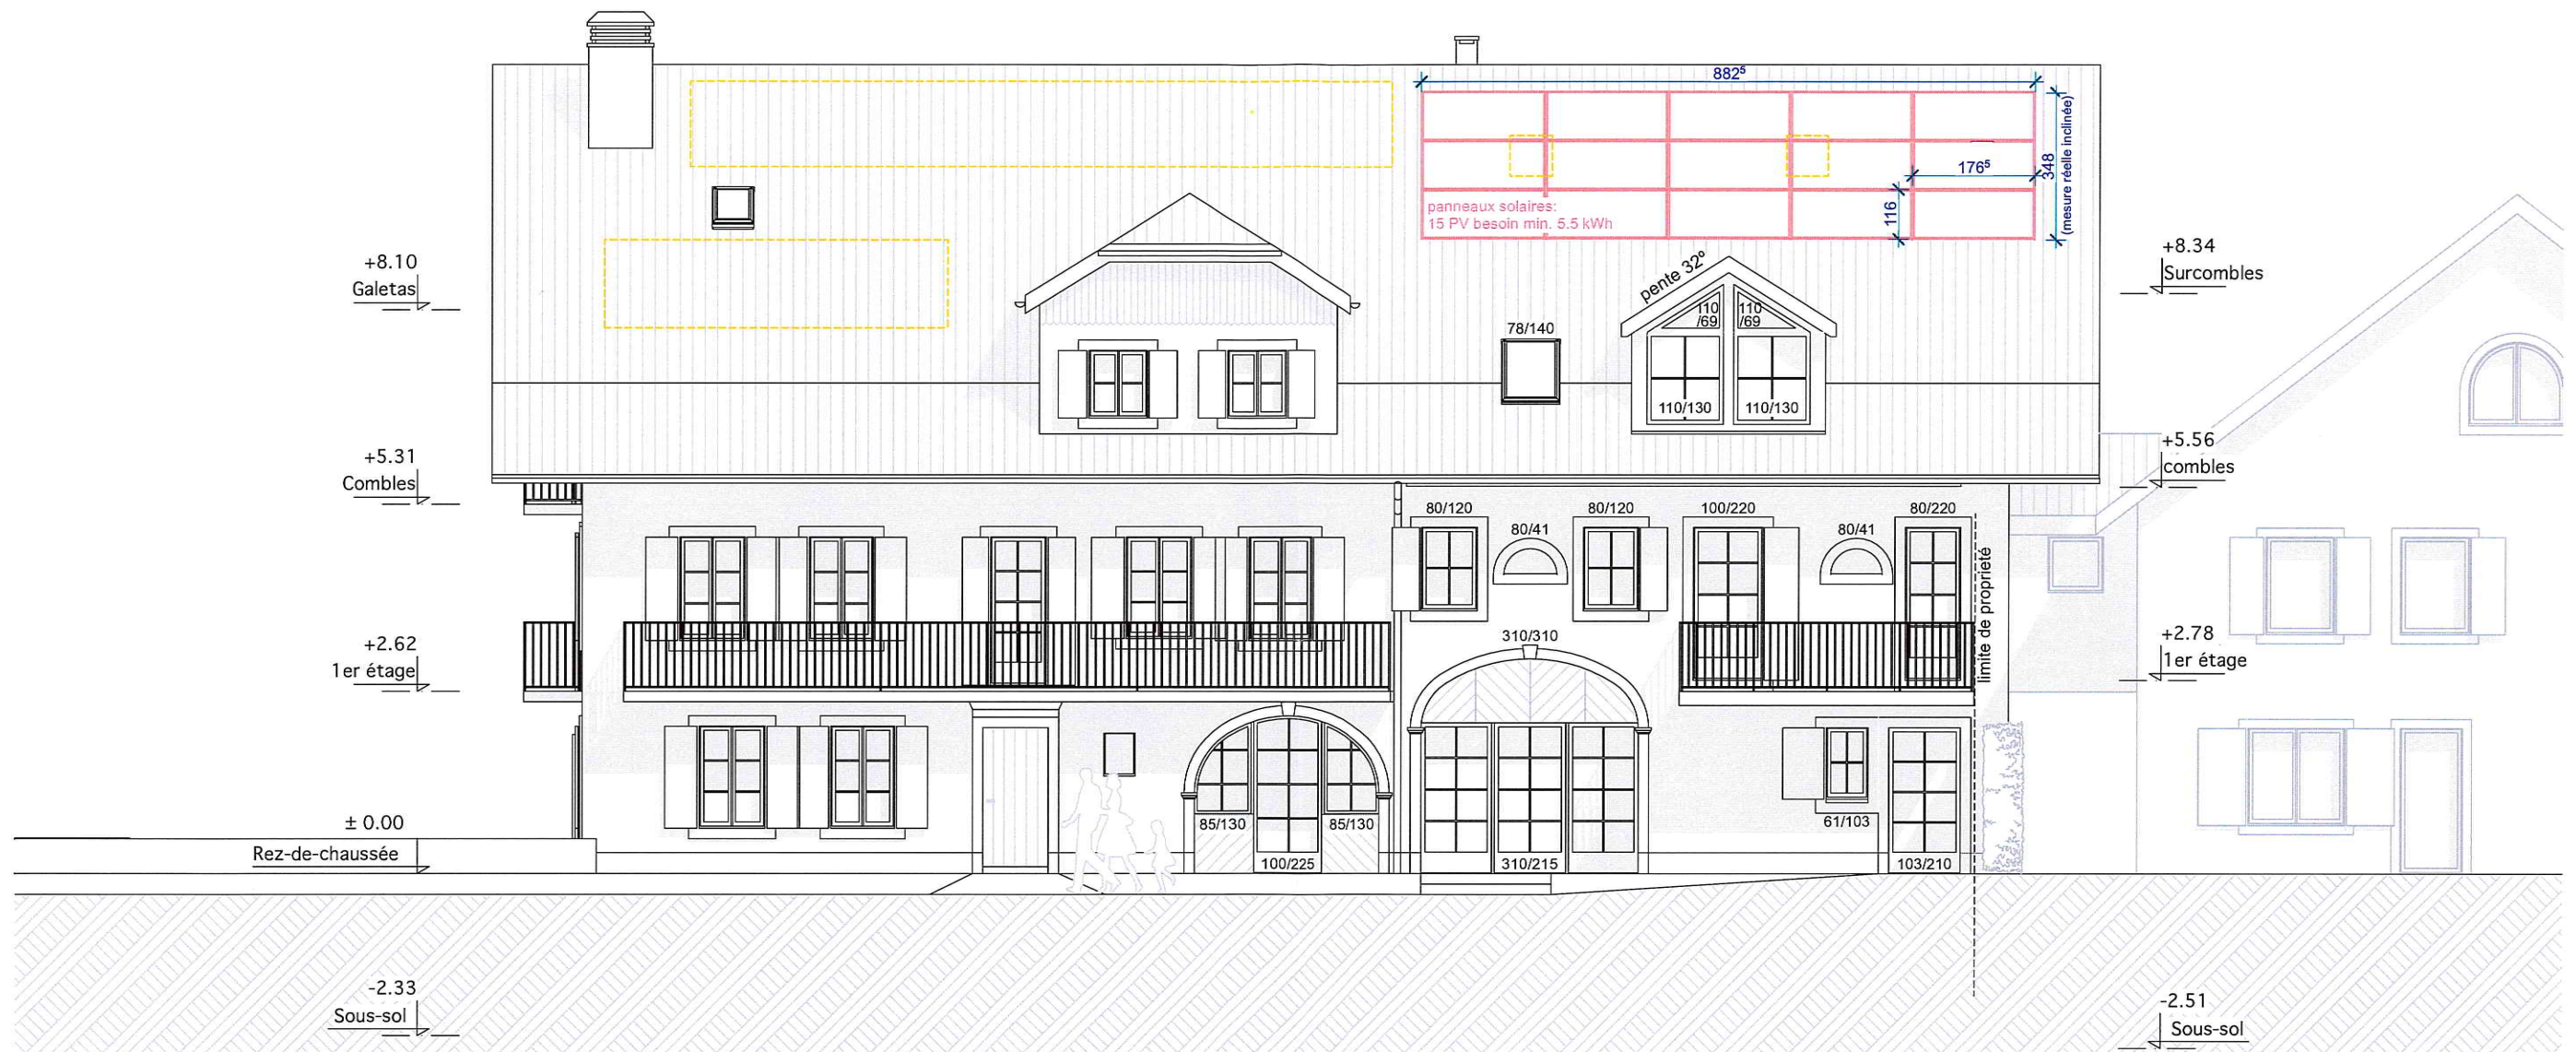 882⁵
176⁵
348
(mesure réelle inclinée)
116
panneaux solaires:
15 PV besoin min. 5.5 kWh
+8.10
Galetas
+8.34
Surcombles
pente 32°
110
/69
110
/69
78/140
110/130
110/130
+5.31
Combles
+5.56
combles
80/120
80/41
80/120
100/220
80/41
80/220
limite de propriété
+2.62
1er étage
310/310
+2.78
1er étage
± 0.00
Rez-de-chaussée
85/130
85/130
100/225
310/215
61/103
103/210
-2.33
Sous-sol
-2.51
Sous-sol